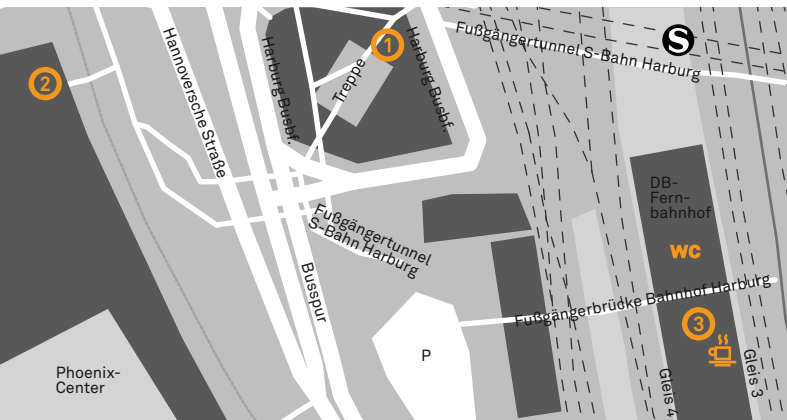 1
2
3
S
Hannoversche Straße
Harburg Busbf.
Treppe
Harburg Busbf.
Fußgängertunnel S-Bahn Harburg
DB-
Fern-
bahnhof
WC
Fußgängertunnel
S-Bahn Harburg
Busspur
Fußgängerbrücke Bahnhof Harburg
P
Phoenix-
Center
Gleis 4
Gleis 3